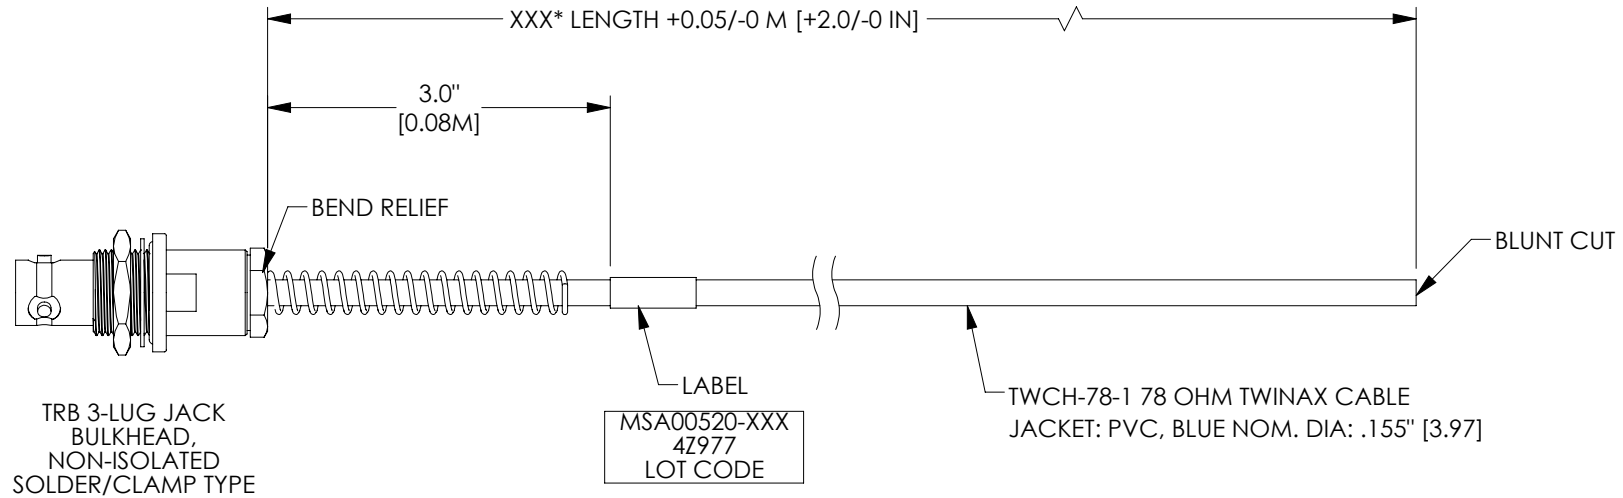 XXX* LENGTH +0.05/-0 M [+2.0/-0 IN]
3.0"
[0.08M]
BEND RELIEF
BLUNT CUT
LABEL
MSA00520-XXX
4Z977
LOT CODE
TWCH-78-1 78 OHM TWINAX CABLE
JACKET: PVC, BLUE NOM. DIA: .155" [3.97]
TRB 3-LUG JACK
BULKHEAD,
NON-ISOLATED
SOLDER/CLAMP TYPE